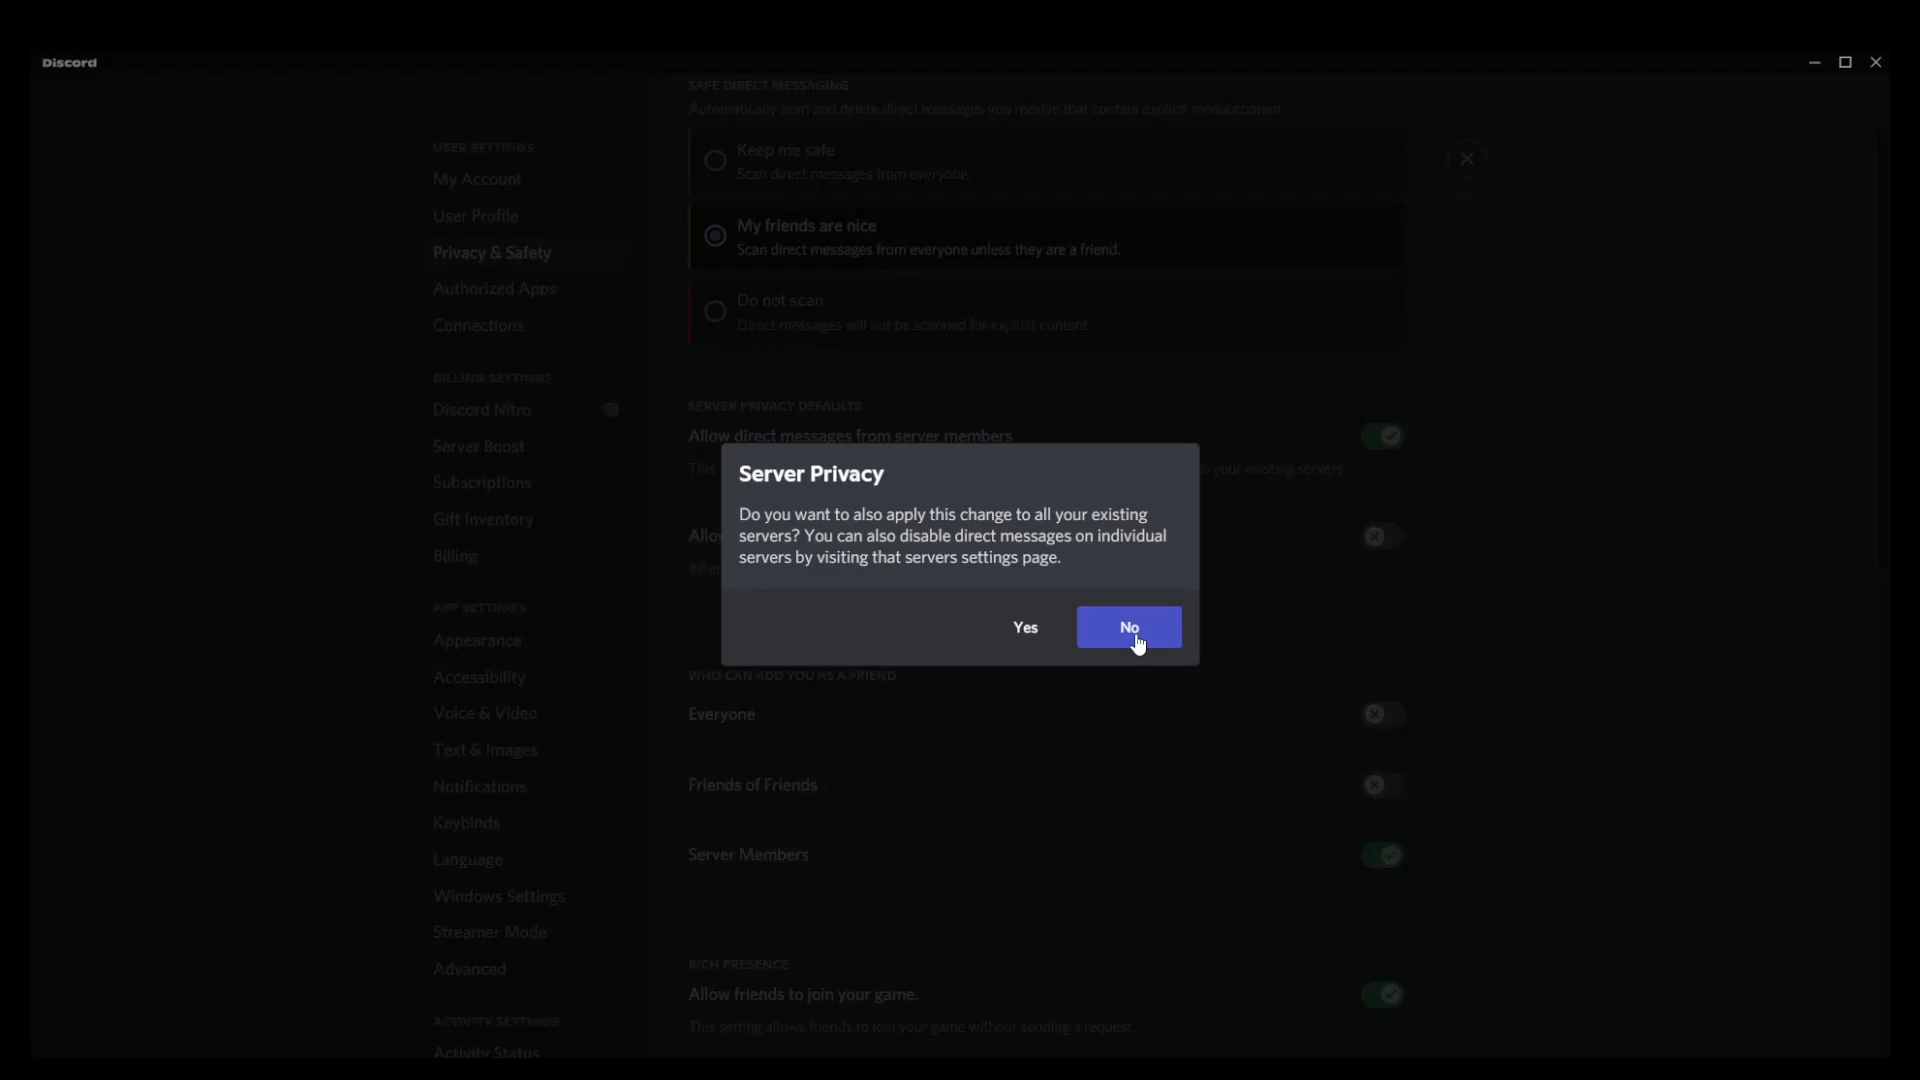 Discord
SAFE DIRECT MESSAGING
Automatically scan and delete direct messages you receive that contain explicit media content.
USER SETTINGS
My Account
User Profile
Privacy & Safety
Authorized Apps
Connections
BILLING SETTINGS
Discord Nitro
Server Boost
Subscriptions
Gift Inventory
Billing
APP SETTINGS
Appearance
Accessibility
Voice & Video
Text & Images
Notifications
Keybinds
Language
Windows Settings
Streamer Mode
Advanced
ACTIVITY SETTINGS
Activity Status
Keep me safe
Scan direct messages from everyone.
My friends are nice
Scan direct messages from everyone unless they are a friend.
Do not scan
Direct messages will not be scanned for explicit content.
SERVER PRIVACY DEFAULTS
Allow direct messages from server members
This
o your existing servers
Server Privacy
Do you want to also apply this change to all your existing
servers? You can also disable direct messages on individual
servers by visiting that servers settings page.
Yes
No
WHO CAN ADD YOU AS A FRIEND
Everyone
Friends of Friends
Server Members
RICH PRESENCE
Allow friends to join your game.
This setting allows friends to join your game without sending a request.